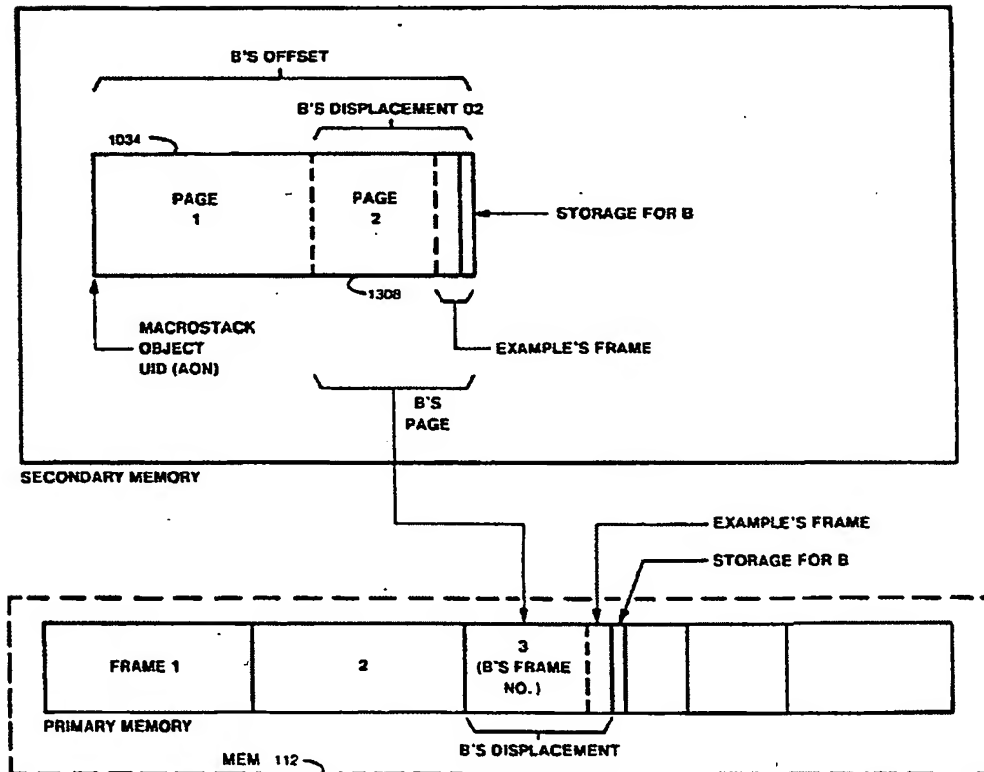 B'S OFFSET
B'S DISPLACEMENT 02
1034
PAGE
1
PAGE
2
STORAGE FOR B
1308
MACROSTACK
OBJECT
UID (AON)
EXAMPLE'S FRAME
B'S
PAGE
SECONDARY MEMORY
EXAMPLE'S FRAME
STORAGE FOR B
FRAME 1
2
3
(B'S FRAME
NO.)
PRIMARY MEMORY
B'S DISPLACEMENT
MEM 112